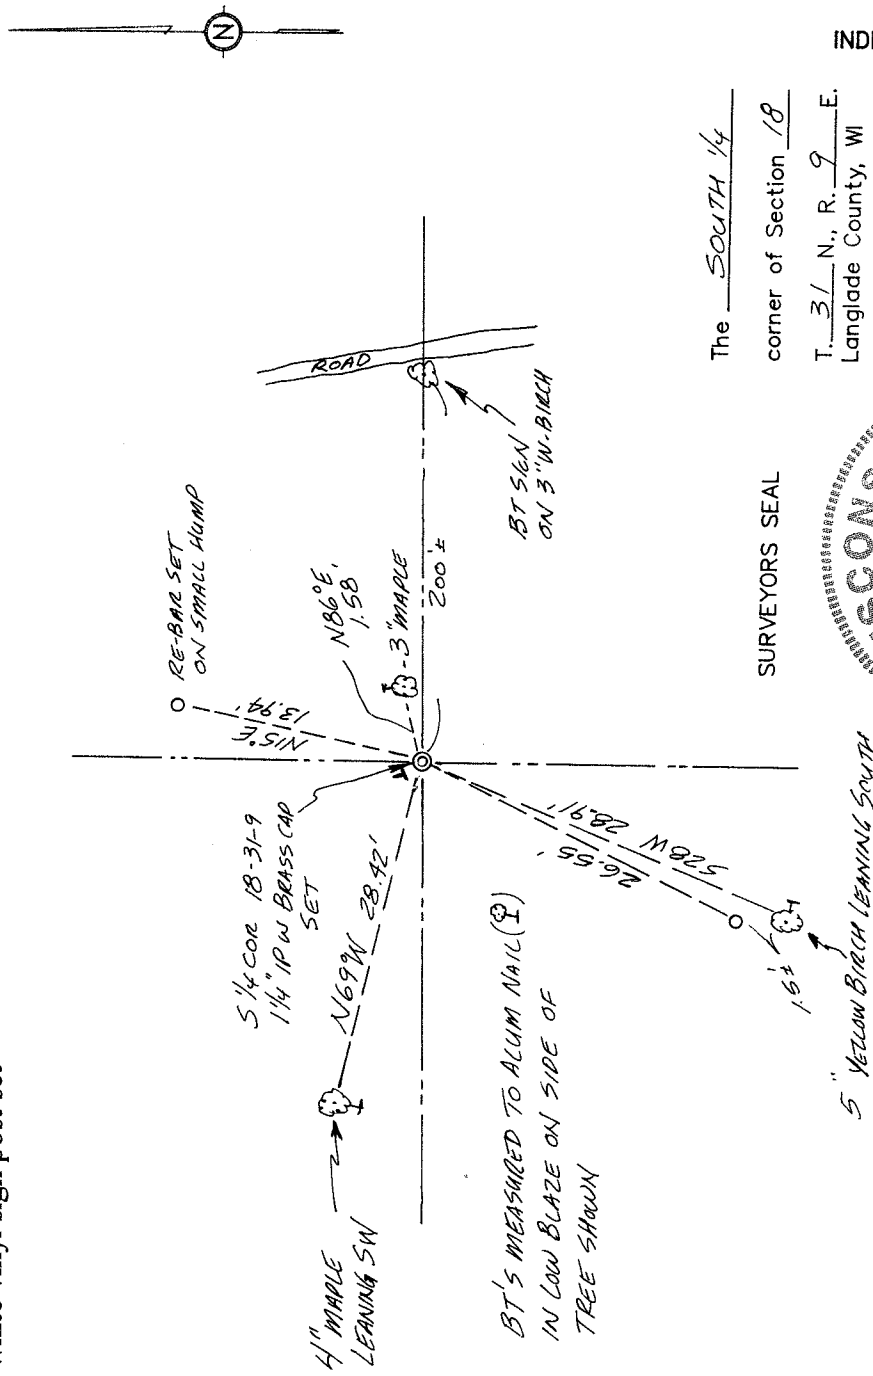 N
INDE
RE-BAR SET
ON SMALL HUMP
N15°E
13.94'
S 1/4 COR 18-31-9
1 1/4" IP W BRASS CAP
SET
N86°E
1.58'
3" MAPLE
ROAD
200'±
BT SIGN
ON 3" W. BIRCH
4" MAPLE
LEANING SW
N69°W 28.42'
S28W 28.91'
26.55'
1.5'±
5" YELLOW BIRCH LEANING SOUTH
BT'S MEASURED TO ALUM NAIL ( )
IN LOW BLAZE ON SIDE OF
TREE SHOWN
The SOUTH 1/4
corner of Section 18
T. 31 N., R. 9 E.
Langlade County, WI
SURVEYORS SEAL